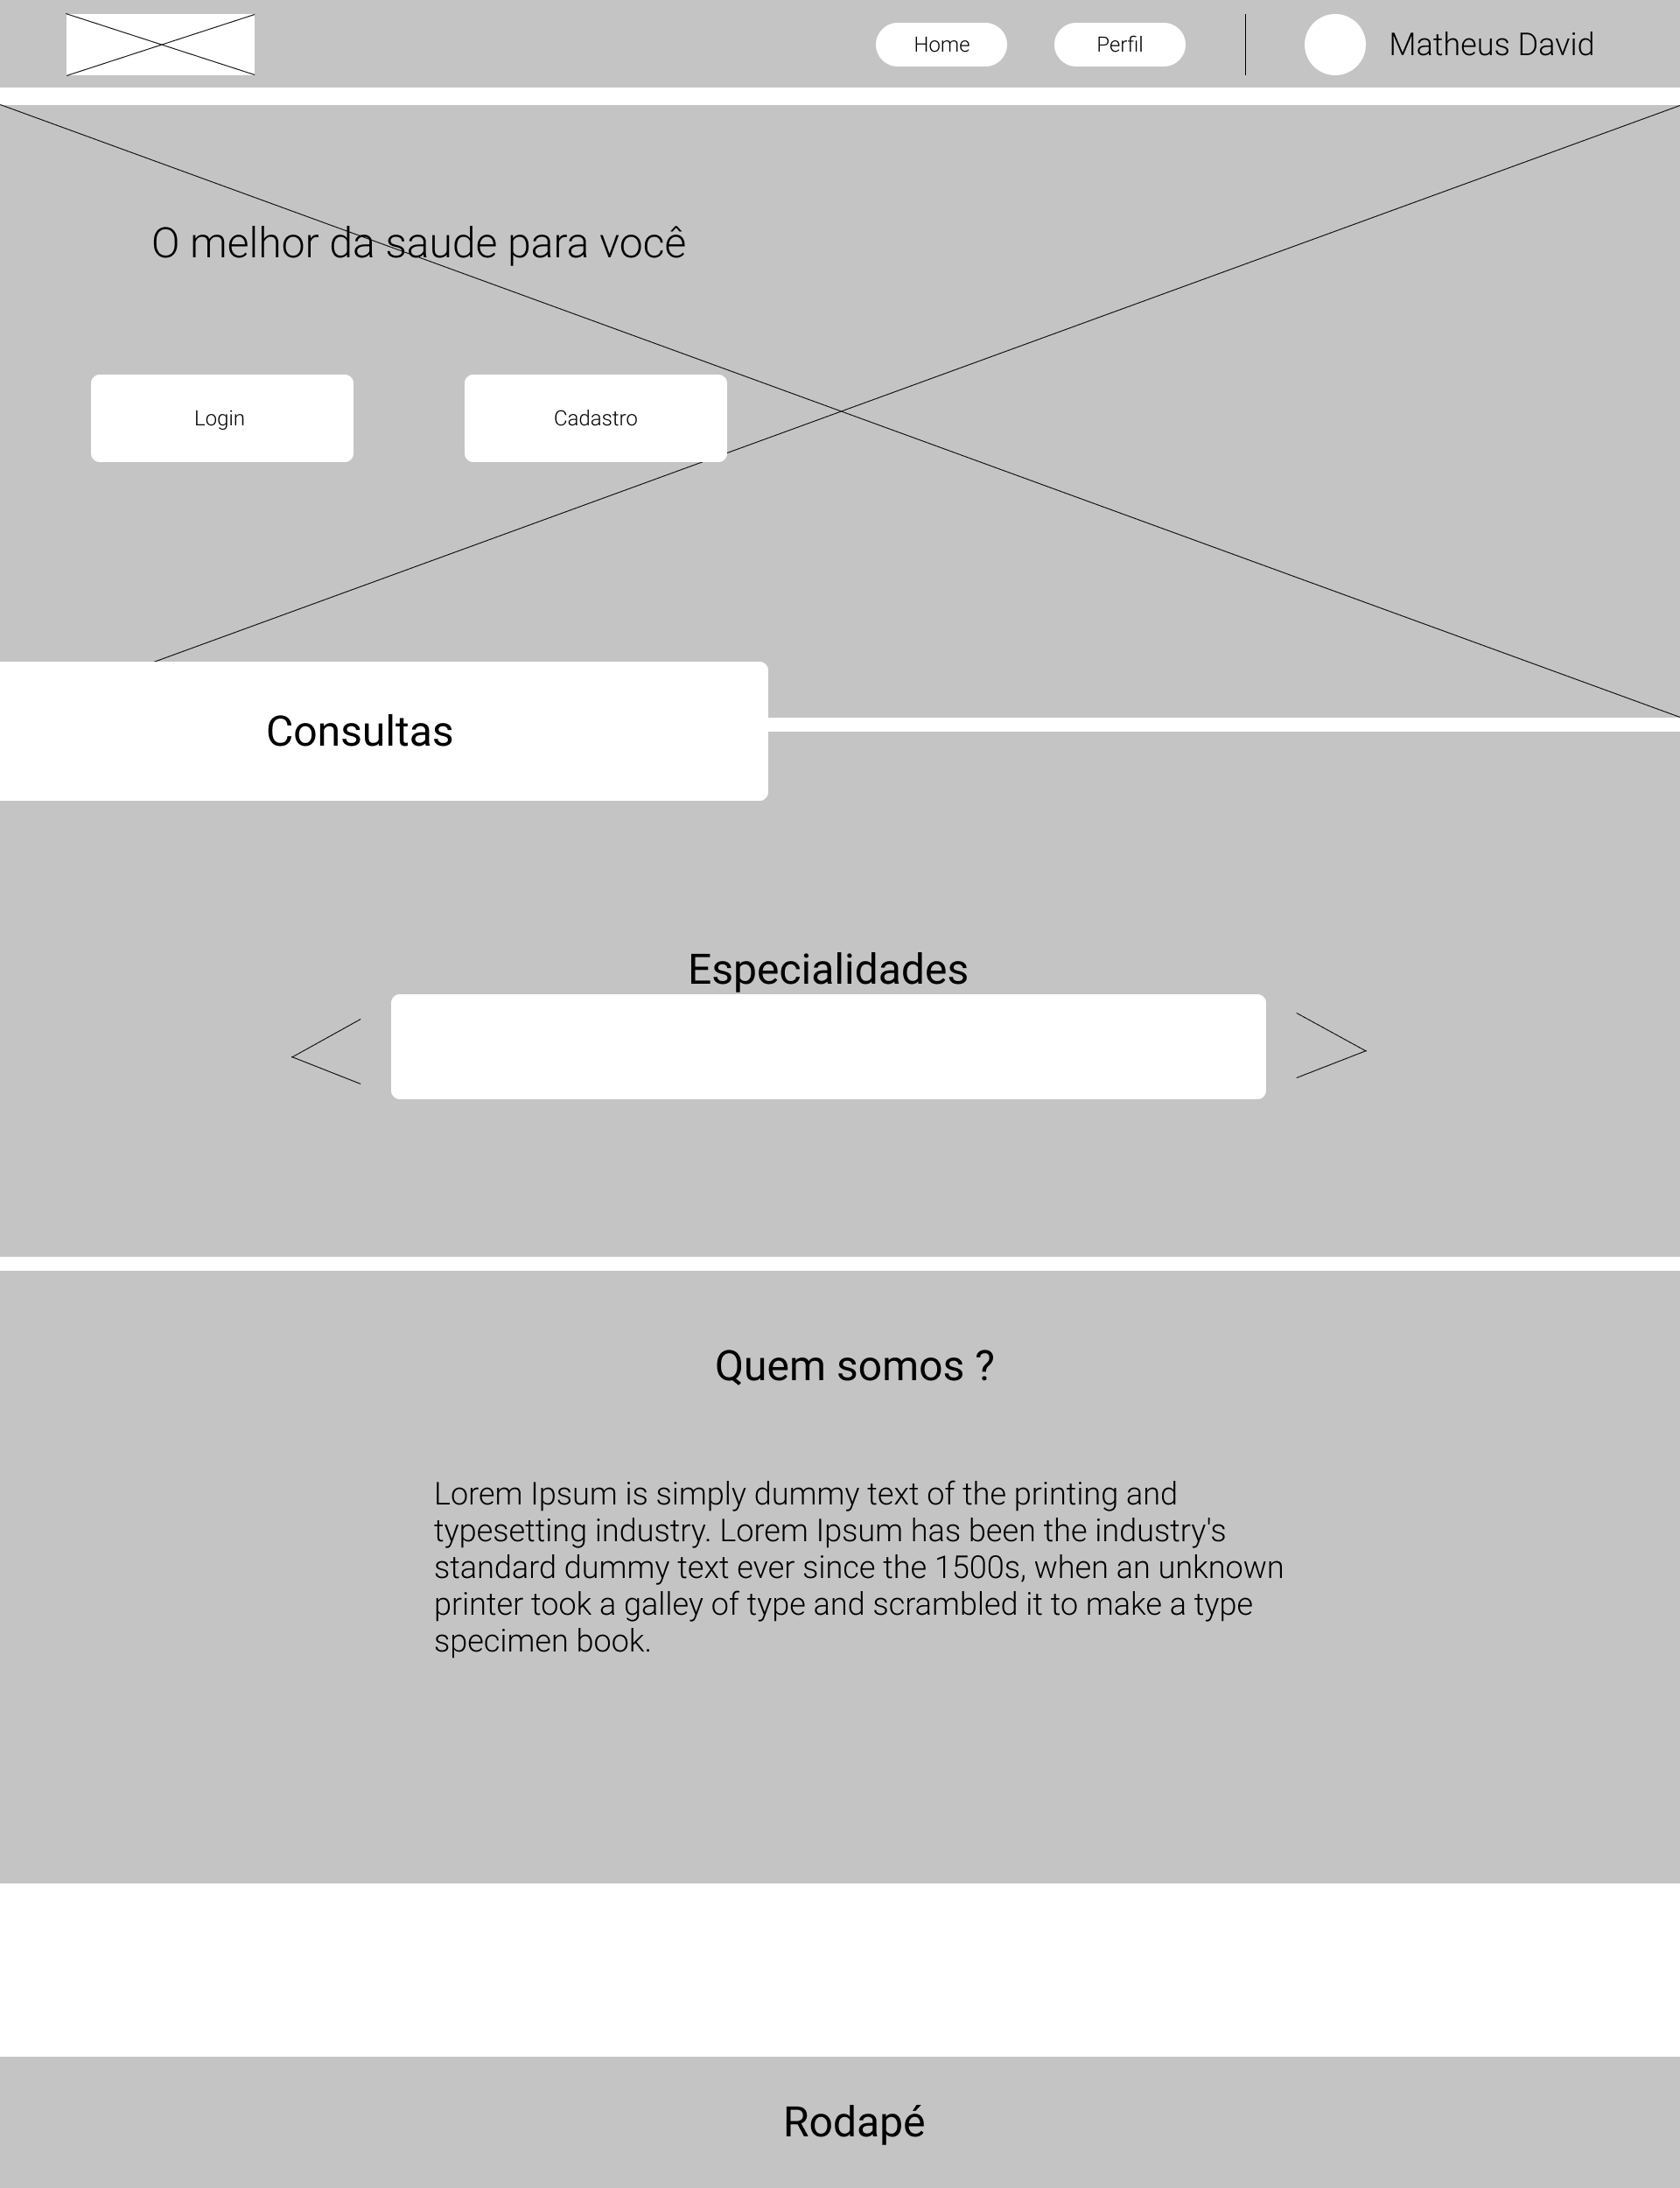 Home
Perfil
Matheus David
O melhor da saude para você
Login
Cadastro
Consultas
Especialidades
Quem somos ?
Lorem Ipsum is simply dummy text of the printing and
typesetting industry. Lorem Ipsum has been the industry's
standard dummy text ever since the 1500s, when an unknown
printer took a galley of type and scrambled it to make a type
specimen book.
Rodapé